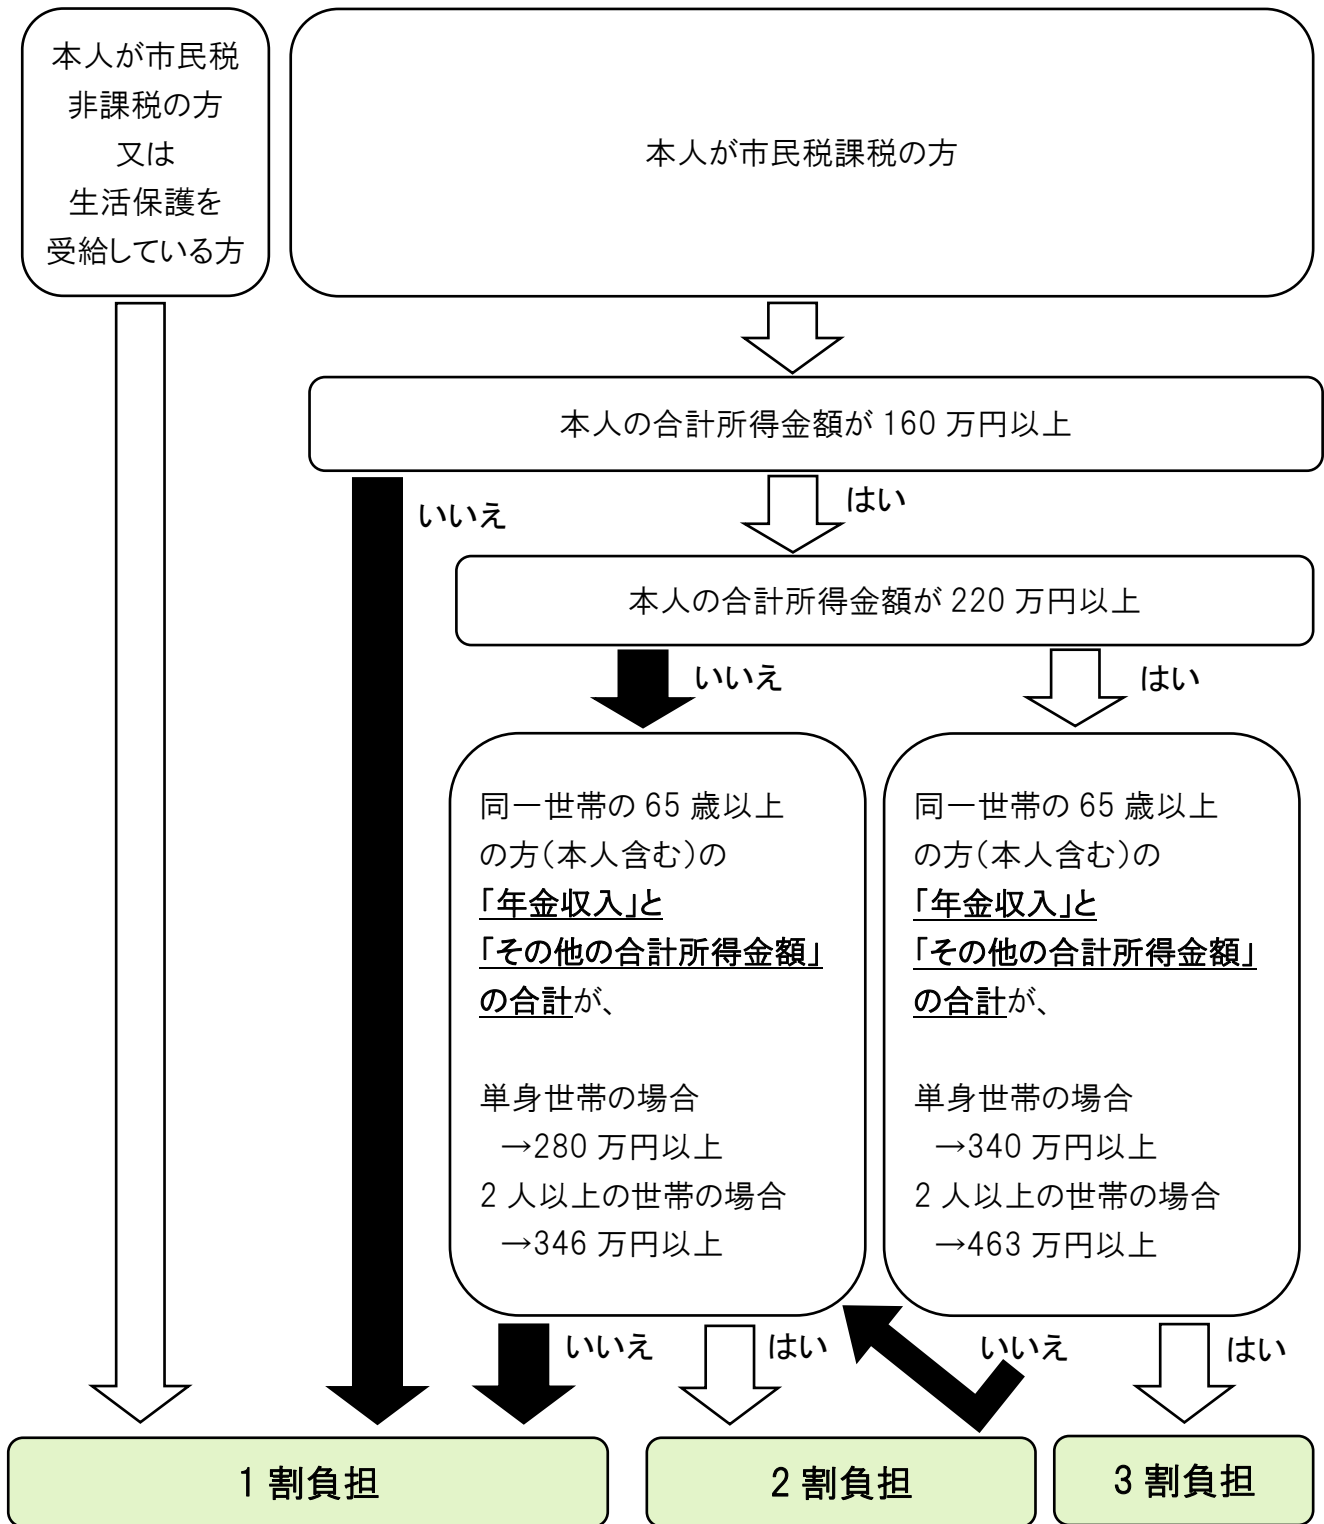 本人が市民税
非課税の方
又は
生活保護を
受給している方
本人が市民税課税の方
本人の合計所得金額が 160 万円以上
いいえ
はい
本人の合計所得金額が 220 万円以上
いいえ
はい
同一世帯の 65 歳以上
の方(本人含む)の
「年金収入」と
「その他の合計所得金額」
の合計が、
単身世帯の場合
→280 万円以上
2 人以上の世帯の場合
→346 万円以上
同一世帯の 65 歳以上
の方(本人含む)の
「年金収入」と
「その他の合計所得金額」
の合計が、
単身世帯の場合
→340 万円以上
2 人以上の世帯の場合
→463 万円以上
いいえ
はい
いいえ
はい
1 割負担
2 割負担
3 割負担